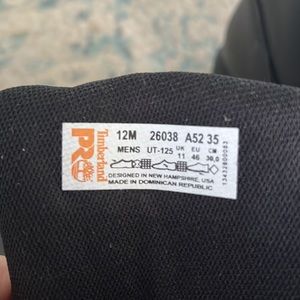 Timberland
PRO
12M 26038 A52 35
MENS UT-125 UK EU CM
11 46 30,0
DESIGNED IN NEW HAMPSHIRE, USA
MADE IN DOMINICAN REPUBLIC